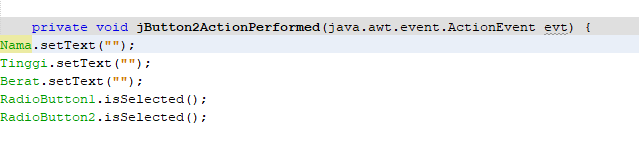 private void jButton2ActionPerformed(java.awt.event.ActionEvent evt) {
Nama.setText("");
Tinggi.setText("");
Berat.setText("");
RadioButton1.isSelected();
RadioButton2.isSelected();